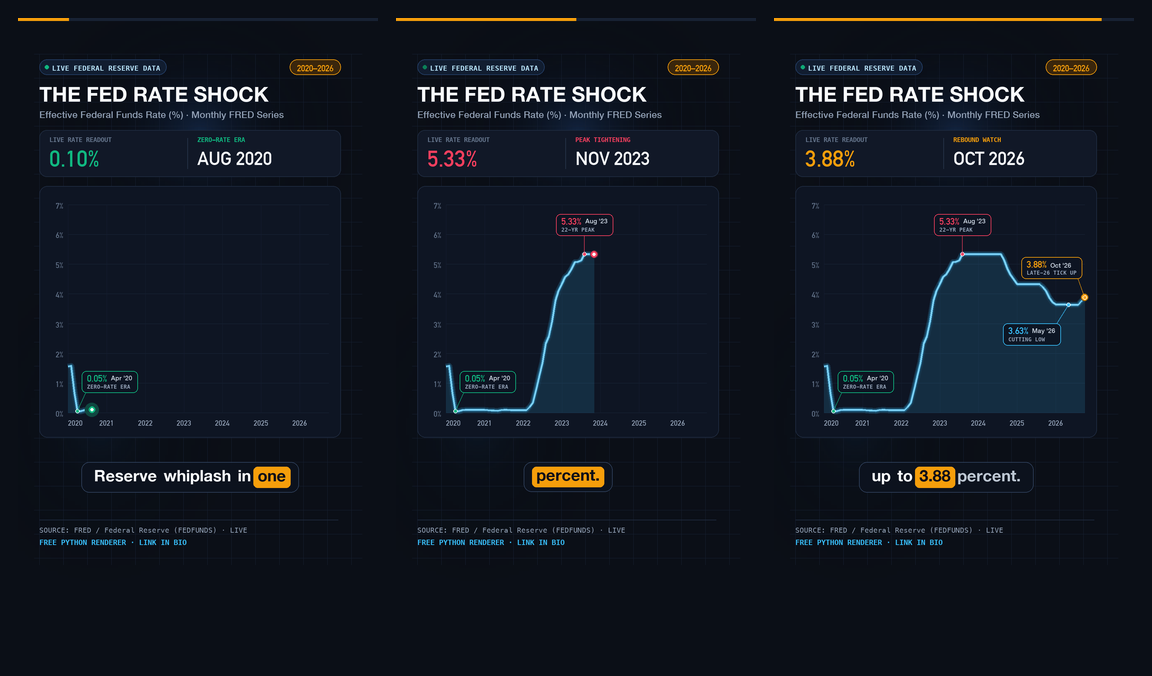 LIVE FEDERAL RESERVE DATA
2020–2026
THE FED RATE SHOCK
Effective Federal Funds Rate (%) · Monthly FRED Series
LIVE RATE READOUT
0.10%
ZERO-RATE ERA
AUG 2020
7%
6%
5%
4%
3%
2%
1%
0%
0.05% Apr '20
ZERO-RATE ERA
2020 2021 2022 2023 2024 2025 2026
Reserve whiplash in one
SOURCE: FRED / Federal Reserve (FEDFUNDS) · LIVE
FREE PYTHON RENDERER · LINK IN BIO
LIVE FEDERAL RESERVE DATA
2020–2026
THE FED RATE SHOCK
Effective Federal Funds Rate (%) · Monthly FRED Series
LIVE RATE READOUT
5.33%
PEAK TIGHTENING
NOV 2023
7%
6%
5%
4%
3%
2%
1%
0%
5.33% Aug '23
22-YR PEAK
0.05% Apr '20
ZERO-RATE ERA
2020 2021 2022 2023 2024 2025 2026
percent.
SOURCE: FRED / Federal Reserve (FEDFUNDS) · LIVE
FREE PYTHON RENDERER · LINK IN BIO
LIVE FEDERAL RESERVE DATA
2020–2026
THE FED RATE SHOCK
Effective Federal Funds Rate (%) · Monthly FRED Series
LIVE RATE READOUT
3.88%
REBOUND WATCH
OCT 2026
7%
6%
5%
4%
3%
2%
1%
0%
5.33% Aug '23
22-YR PEAK
3.88% Oct '26
LATE-26 TICK UP
3.63% May '26
CUTTING LOW
0.05% Apr '20
ZERO-RATE ERA
2020 2021 2022 2023 2024 2025 2026
up to 3.88 percent.
SOURCE: FRED / Federal Reserve (FEDFUNDS) · LIVE
FREE PYTHON RENDERER · LINK IN BIO